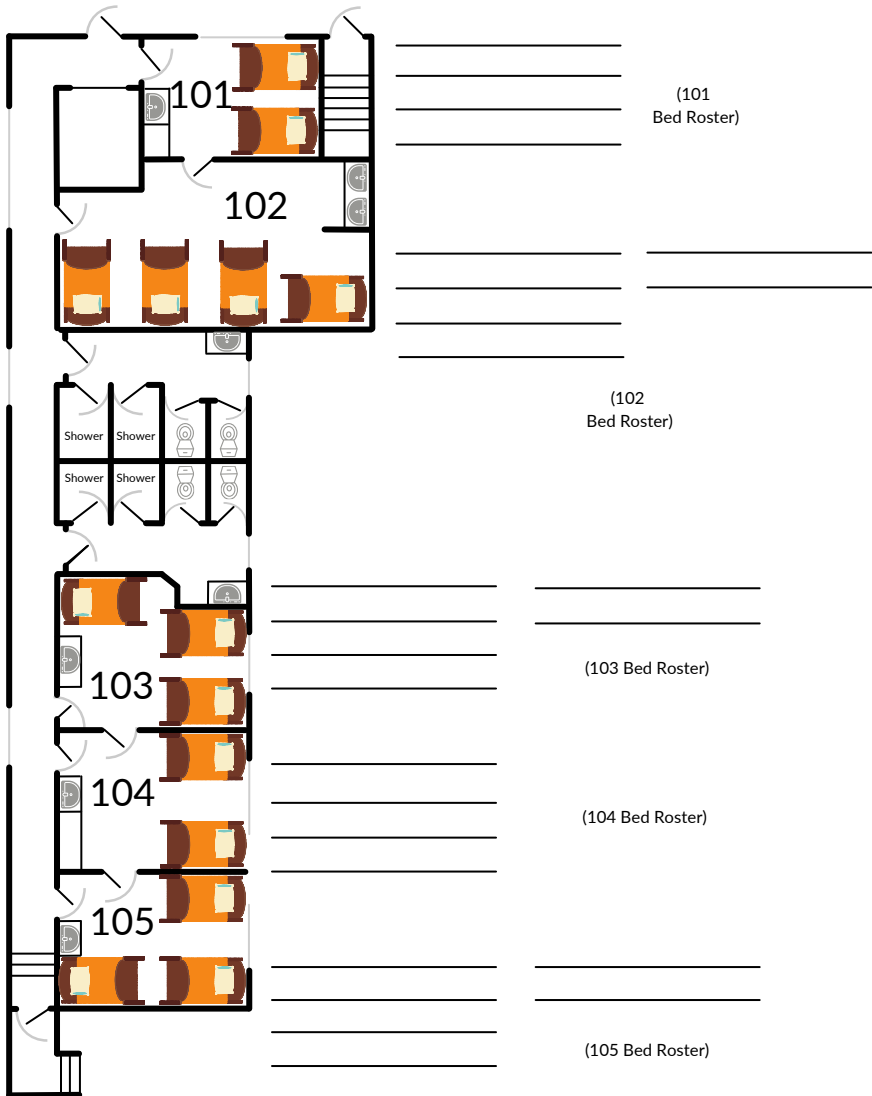 101
(101
Bed Roster)
102
(102
Bed Roster)
Shower
Shower
Shower
Shower
103
(103 Bed Roster)
104
(104 Bed Roster)
105
(105 Bed Roster)